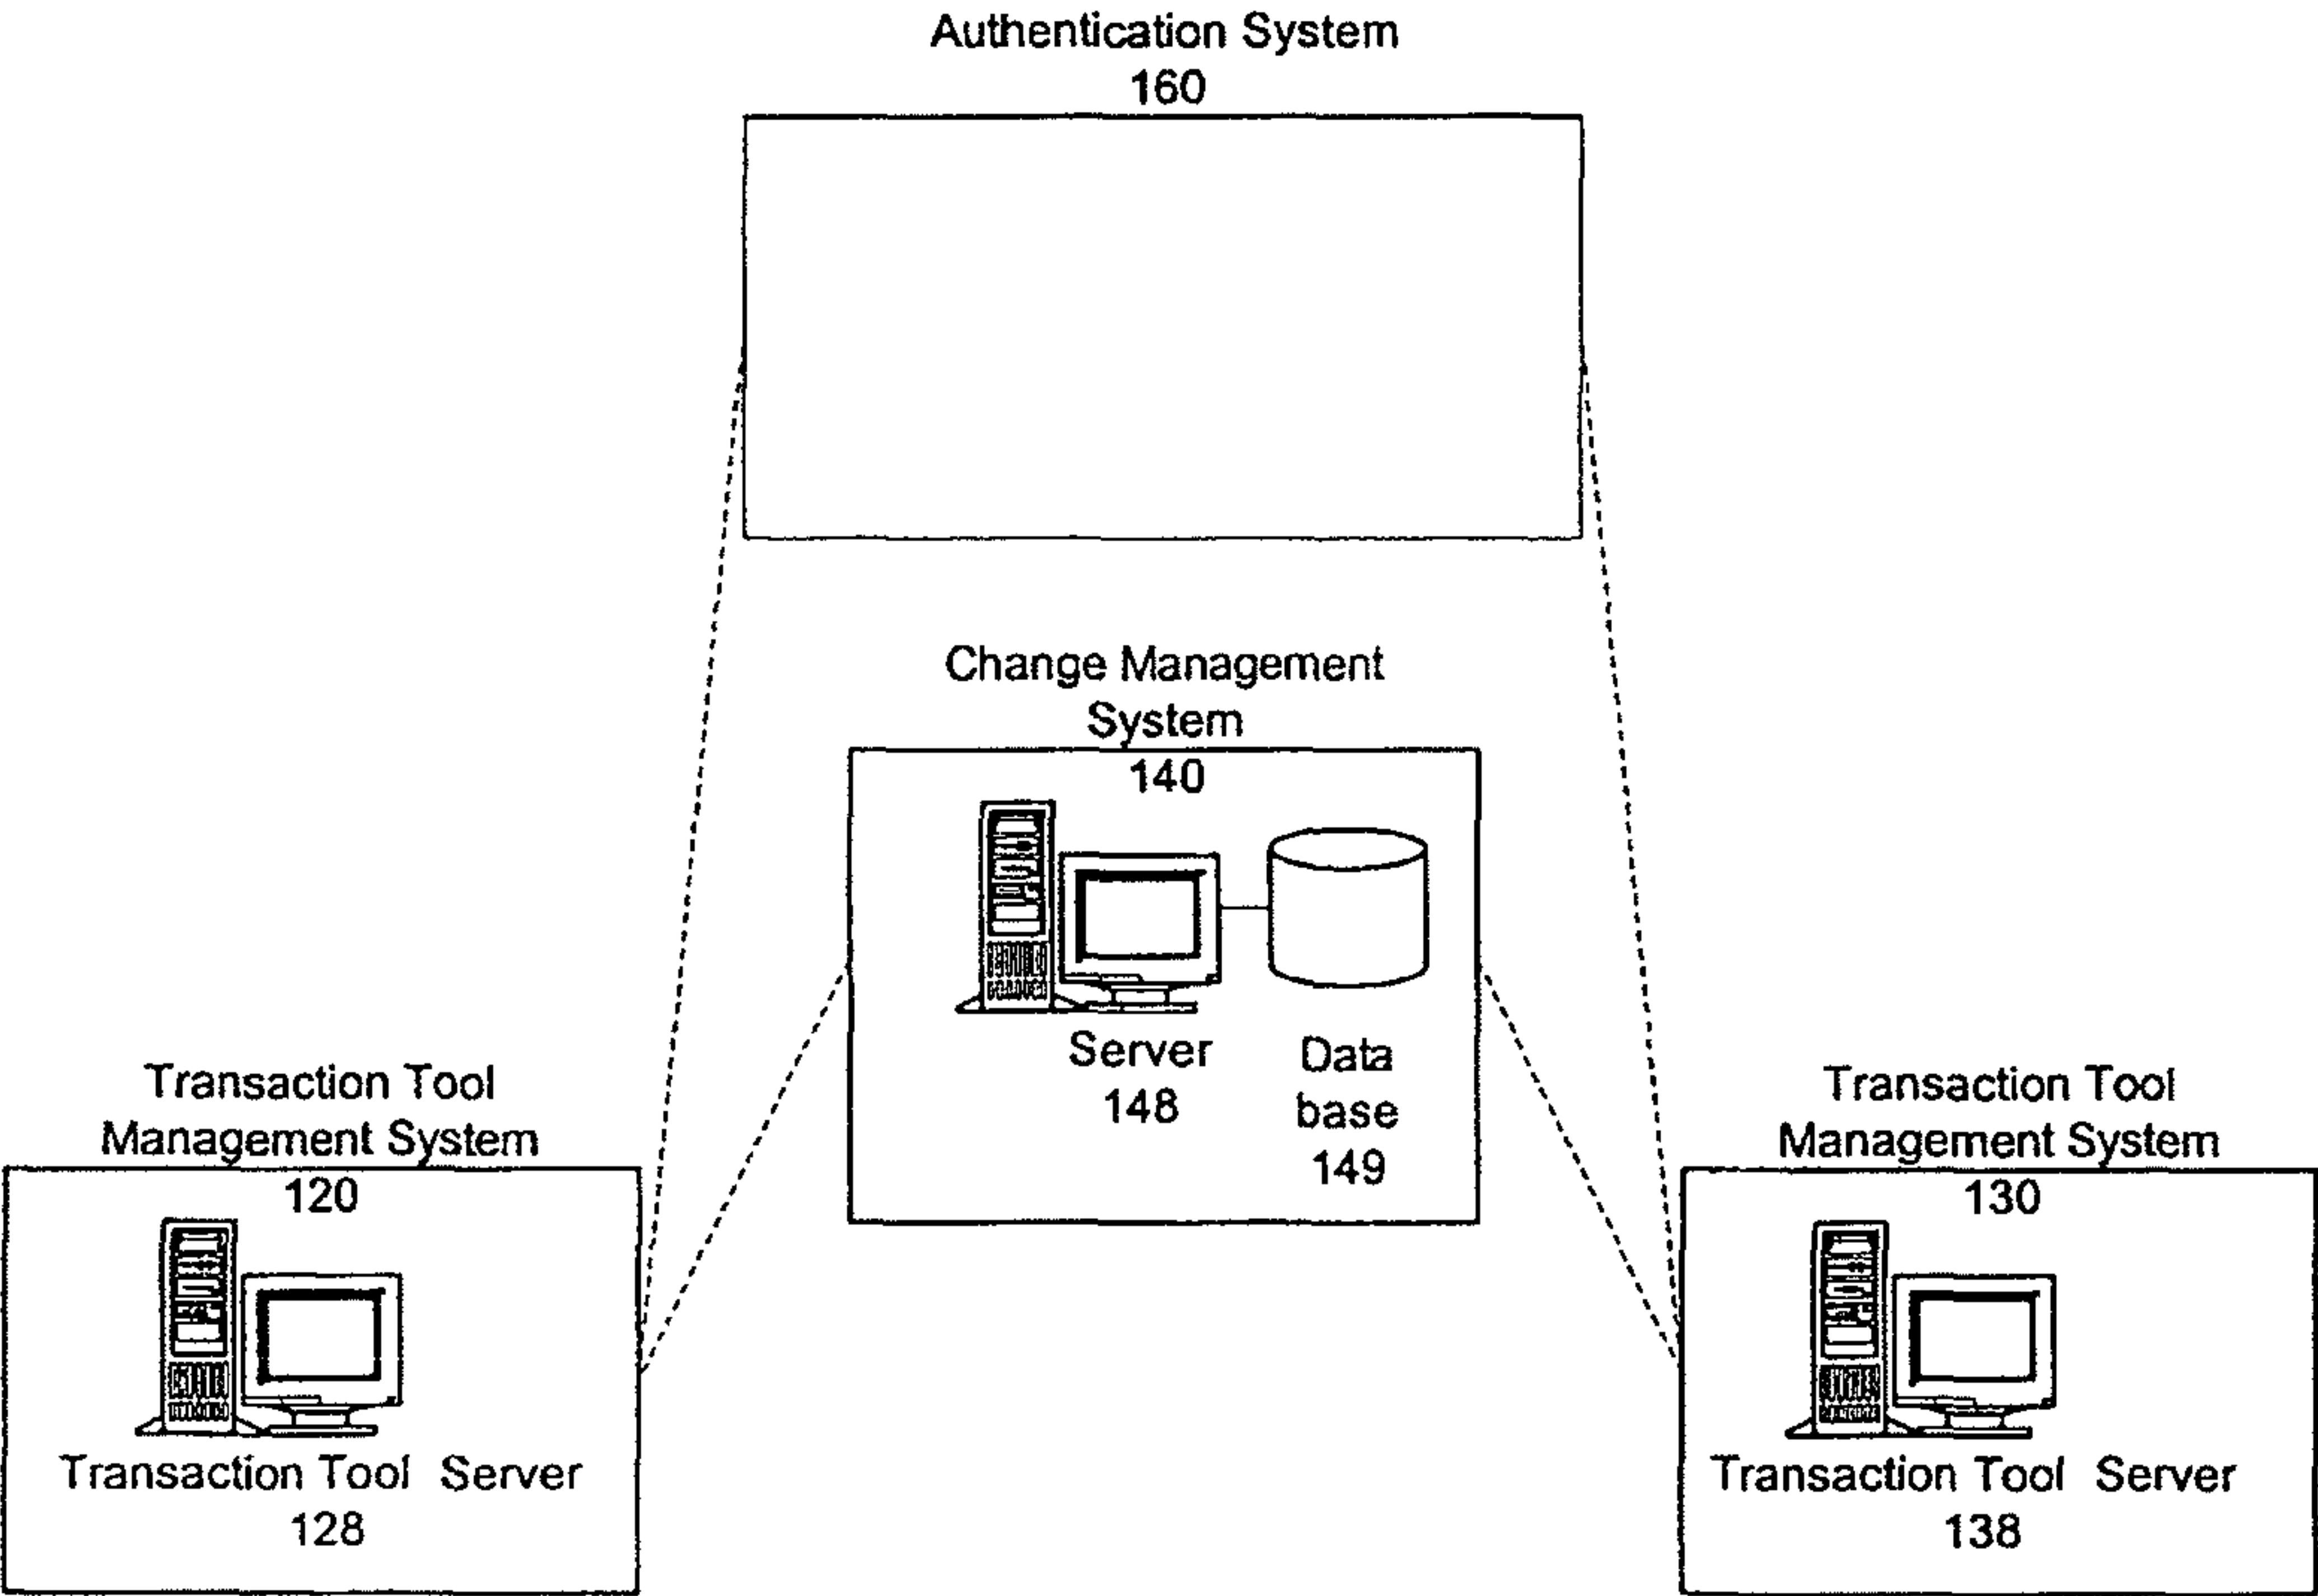 Authentication System
160
Change Management
System
140
Server
148
Data
base
149
Transaction Tool
Management System
120
Transaction Tool Server
128
Transaction Tool
Management System
130
Transaction Tool Server
138